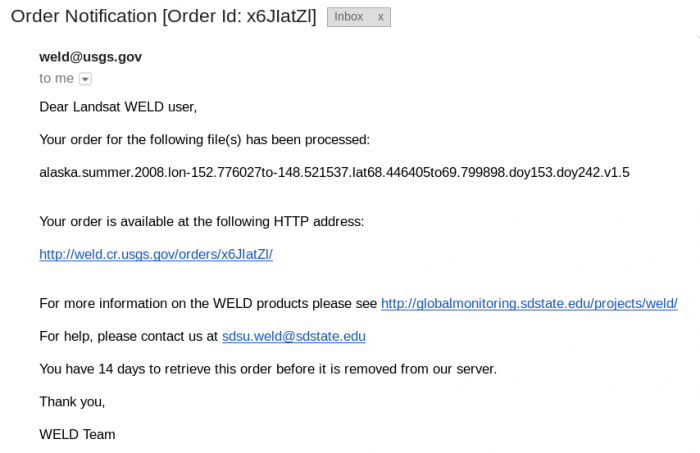 Order Notification [Order Id: x6JIatZl] Inbox x
weld@usgs.gov
to me
Dear Landsat WELD user,
Your order for the following file(s) has been processed:
alaska.summer.2008.lon-152.776027to-148.521537.lat68.446405to69.799898.doy153.doy242.v1.5
Your order is available at the following HTTP address:
http://weld.cr.usgs.gov/orders/x6JIatZl/
For more information on the WELD products please see http://globalmonitoring.sdstate.edu/projects/weld/
For help, please contact us at sdsu.weld@sdstate.edu
You have 14 days to retrieve this order before it is removed from our server.
Thank you,
WELD Team